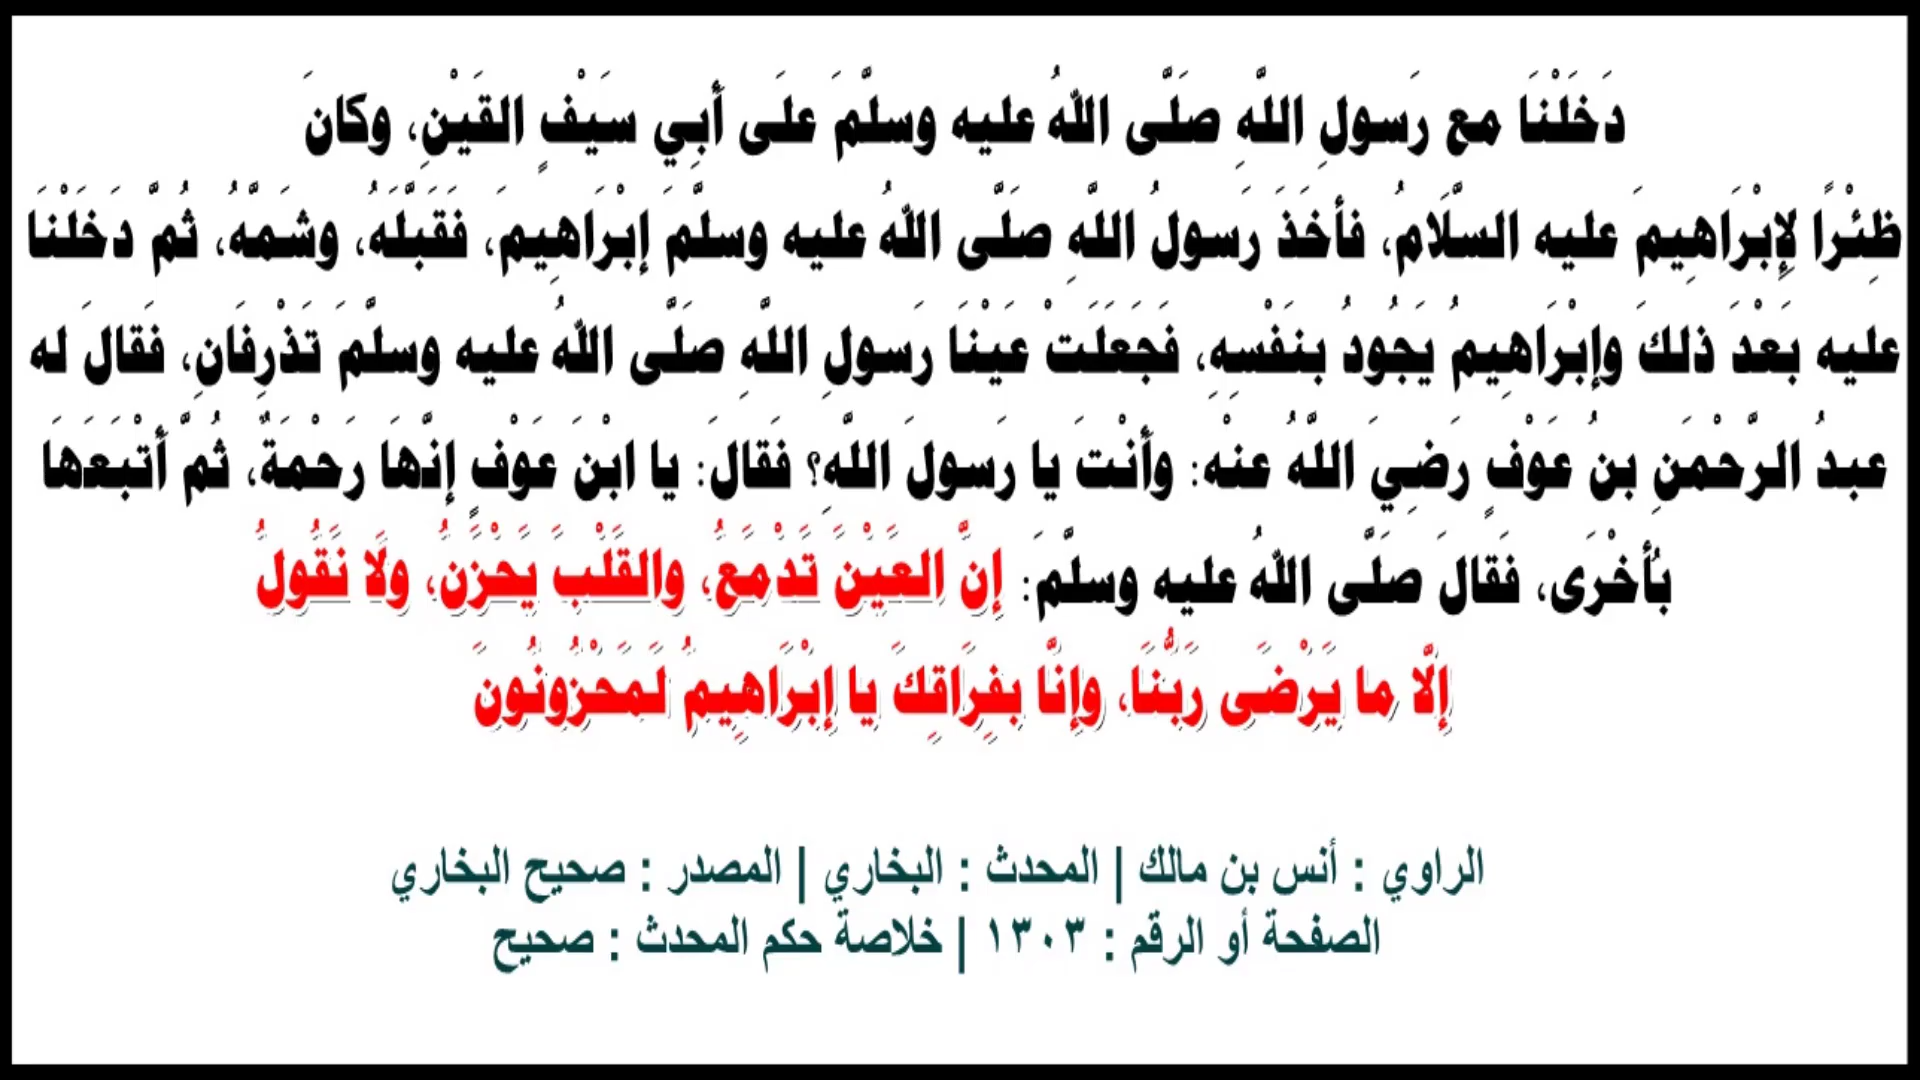 دَخَلْنَا مع رَسولِ اللَّهِ صَلَّى اللهُ عليه وسلَّمَ علَى أَبِي سَيْفٍ القَيْنِ، وكانَ
ظِئْرًا لِإِبْرَاهِيمَ عليه السَّلَامُ، فأخَذَ رَسولُ اللَّهِ صَلَّى اللهُ عليه وسلَّمَ إبْرَاهِيمَ، فَقَبَّلَهُ، وشَمَّهُ، ثُمَّ دَخَلْنَا
عليه بَعْدَ ذلكَ وإبْرَاهِيمُ يَجُودُ بنَفْسِهِ، فَجَعَلَتْ عَيْنَا رَسولِ اللَّهِ صَلَّى اللهُ عليه وسلَّمَ تَذْرِفَانِ، فَقالَ له
عبدُ الرَّحْمَنِ بنُ عَوْفٍ رَضِيَ اللَّهُ عنْه: وأَنْتَ يا رَسولَ اللَّهِ؟ فَقالَ: يا ابْنَ عَوْفٍ إنَّهَا رَحْمَةٌ، ثُمَّ أَتْبَعَهَا
بأُخْرَى، فَقالَ صَلَّى اللهُ عليه وسلَّمَ: إنَّ العَيْنَ تَدْمَعُ، والقَلْبَ يَحْزَنُ، ولَا نَقُولُ
إلَّا ما يَرْضَى رَبُّنَا، وإنَّا بفِرَاقِكَ يا إبْرَاهِيمُ لَمَحْزُونُونَ
الراوي : أنس بن مالك | المحدث : البخاري | المصدر : صحيح البخاري
الصفحة أو الرقم : ١٣٠٣ | خلاصة حكم المحدث : صحيح